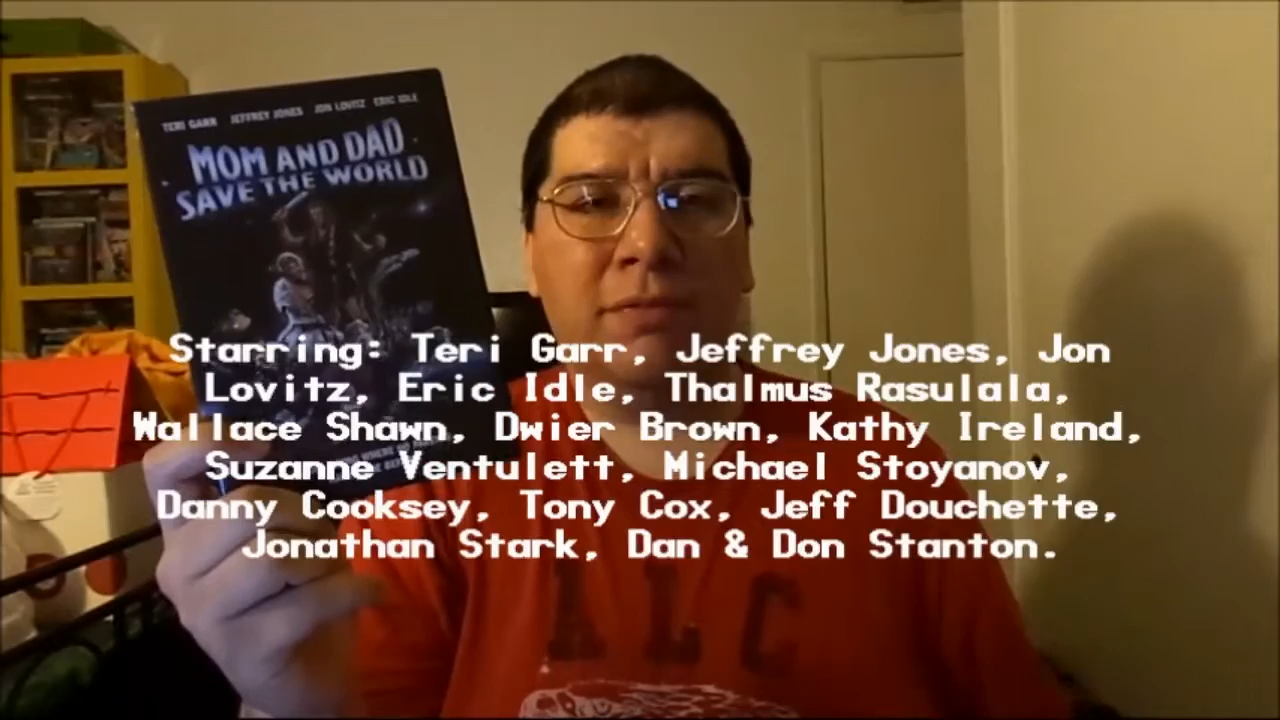 TERI GARR JEFFREY JONES JON LOVITZ ERIC IDLE
MOM AND DAD
SAVE THE WORLD
Starring: Teri Garr, Jeffrey Jones, Jon
Lovitz, Eric Idle, Thalmus Rasulala,
Wallace Shawn, Dwier Brown, Kathy Ireland,
Suzanne Ventulett, Michael Stoyanov,
Danny Cooksey, Tony Cox, Jeff Douchette,
Jonathan Stark, Dan & Don Stanton.